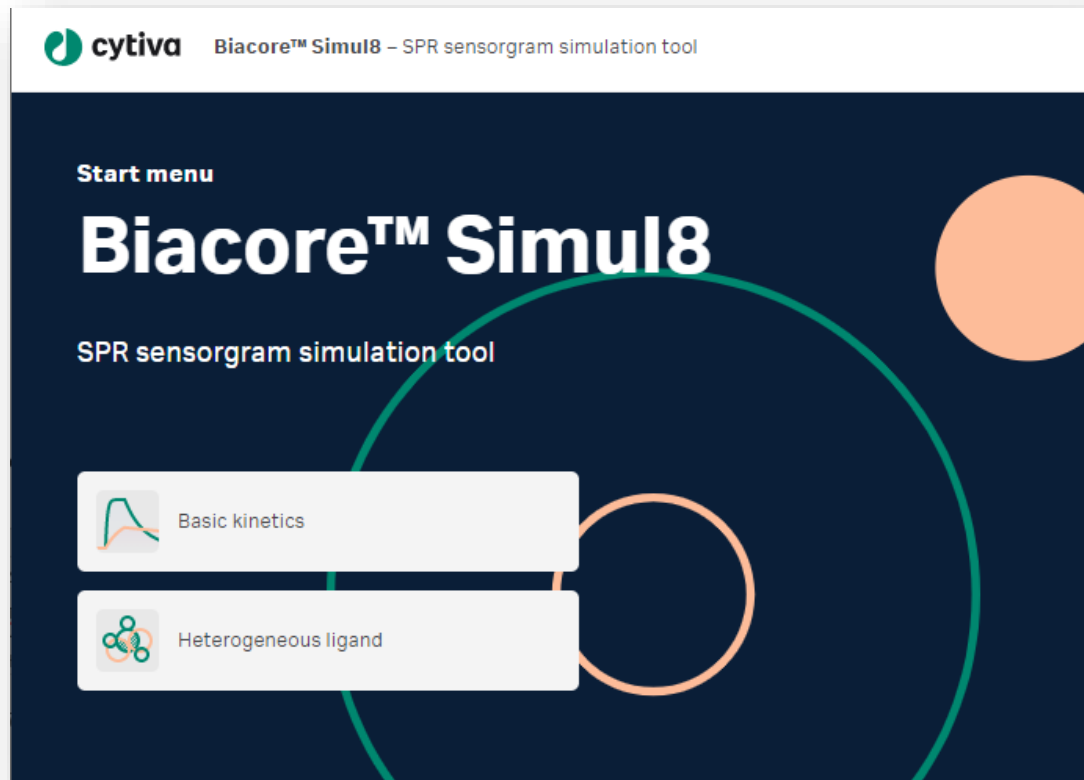 cytiva Biacore™ Simul8 – SPR sensorgram simulation tool
Start menu
Biacore™ Simul8
SPR sensorgram simulation tool
Basic kinetics
Heterogeneous ligand